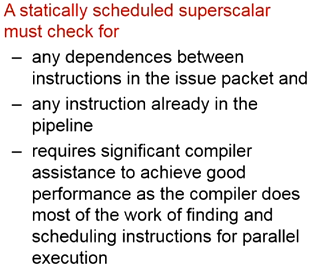 A statically scheduled superscalar
must check for
– any dependences between
instructions in the issue packet and
– any instruction already in the
pipeline
– requires significant compiler
assistance to achieve good
performance as the compiler does
most of the work of finding and
scheduling instructions for parallel
execution